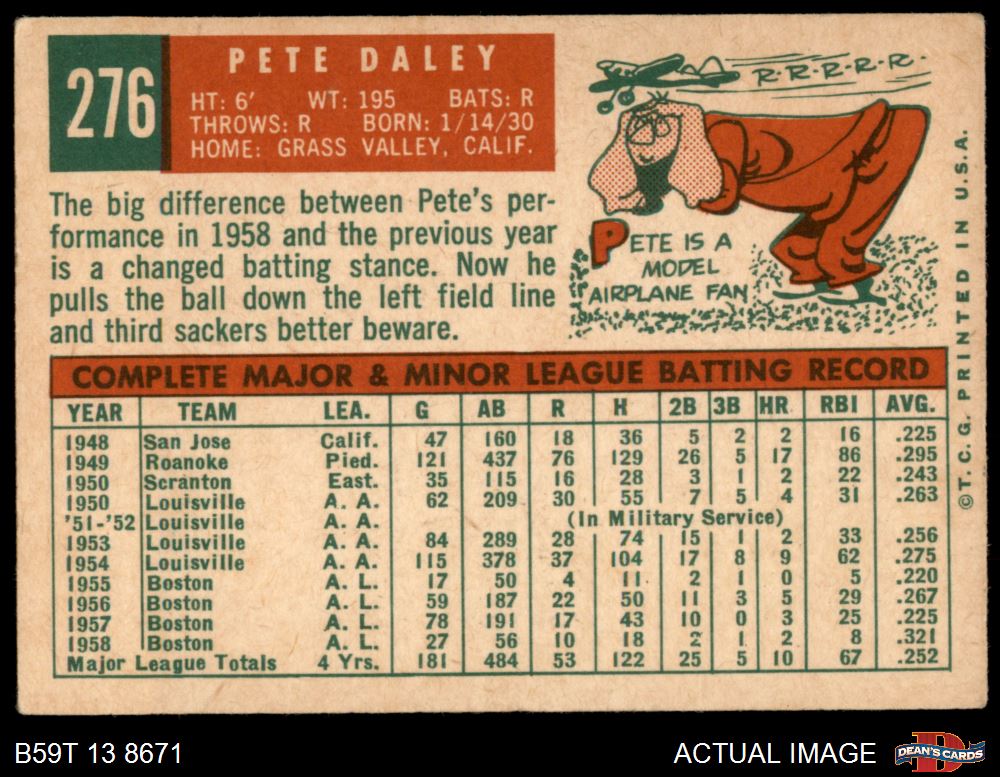 276
PETE DALEY
HT: 6' WT: 195 BATS: R
THROWS: R BORN: 1/14/30
HOME: GRASS VALLEY, CALIF.
The big difference between Pete's per-
formance in 1958 and the previous year
is a changed batting stance. Now he
pulls the ball down the left field line
and third sackers better beware.
R-R-R-R-R-
PETE IS A
MODEL
AIRPLANE FAN
COMPLETE MAJOR & MINOR LEAGUE BATTING RECORD
YEAR TEAM LEA. G AB R H 2B 3B HR RBI AVG.
1948 San Jose Calif. 47 160 18 36 5 2 2 16 .225
1949 Roanoke Pied. 121 437 76 129 26 5 17 86 .295
1950 Scranton East. 35 115 16 28 3 1 2 22 .243
1950 Louisville A. A. 62 209 30 55 7 5 4 31 .263
'51-'52 Louisville A. A. (In Military Service)
1953 Louisville A. A. 84 289 28 74 15 1 2 33 .256
1954 Louisville A. A. 115 378 37 104 17 8 9 62 .275
1955 Boston A. L. 17 50 4 11 2 1 0 5 .220
1956 Boston A. L. 59 187 22 50 11 3 5 29 .267
1957 Boston A. L. 78 191 17 43 10 0 3 25 .225
1958 Boston A. L. 27 56 10 18 2 1 2 8 .321
Major League Totals 4 Yrs. 181 484 53 122 25 5 10 67 .252
©T. C. G. PRINTED IN U.S.A.
B59T 13 8671
ACTUAL IMAGE
D
DEAN'S CARDS